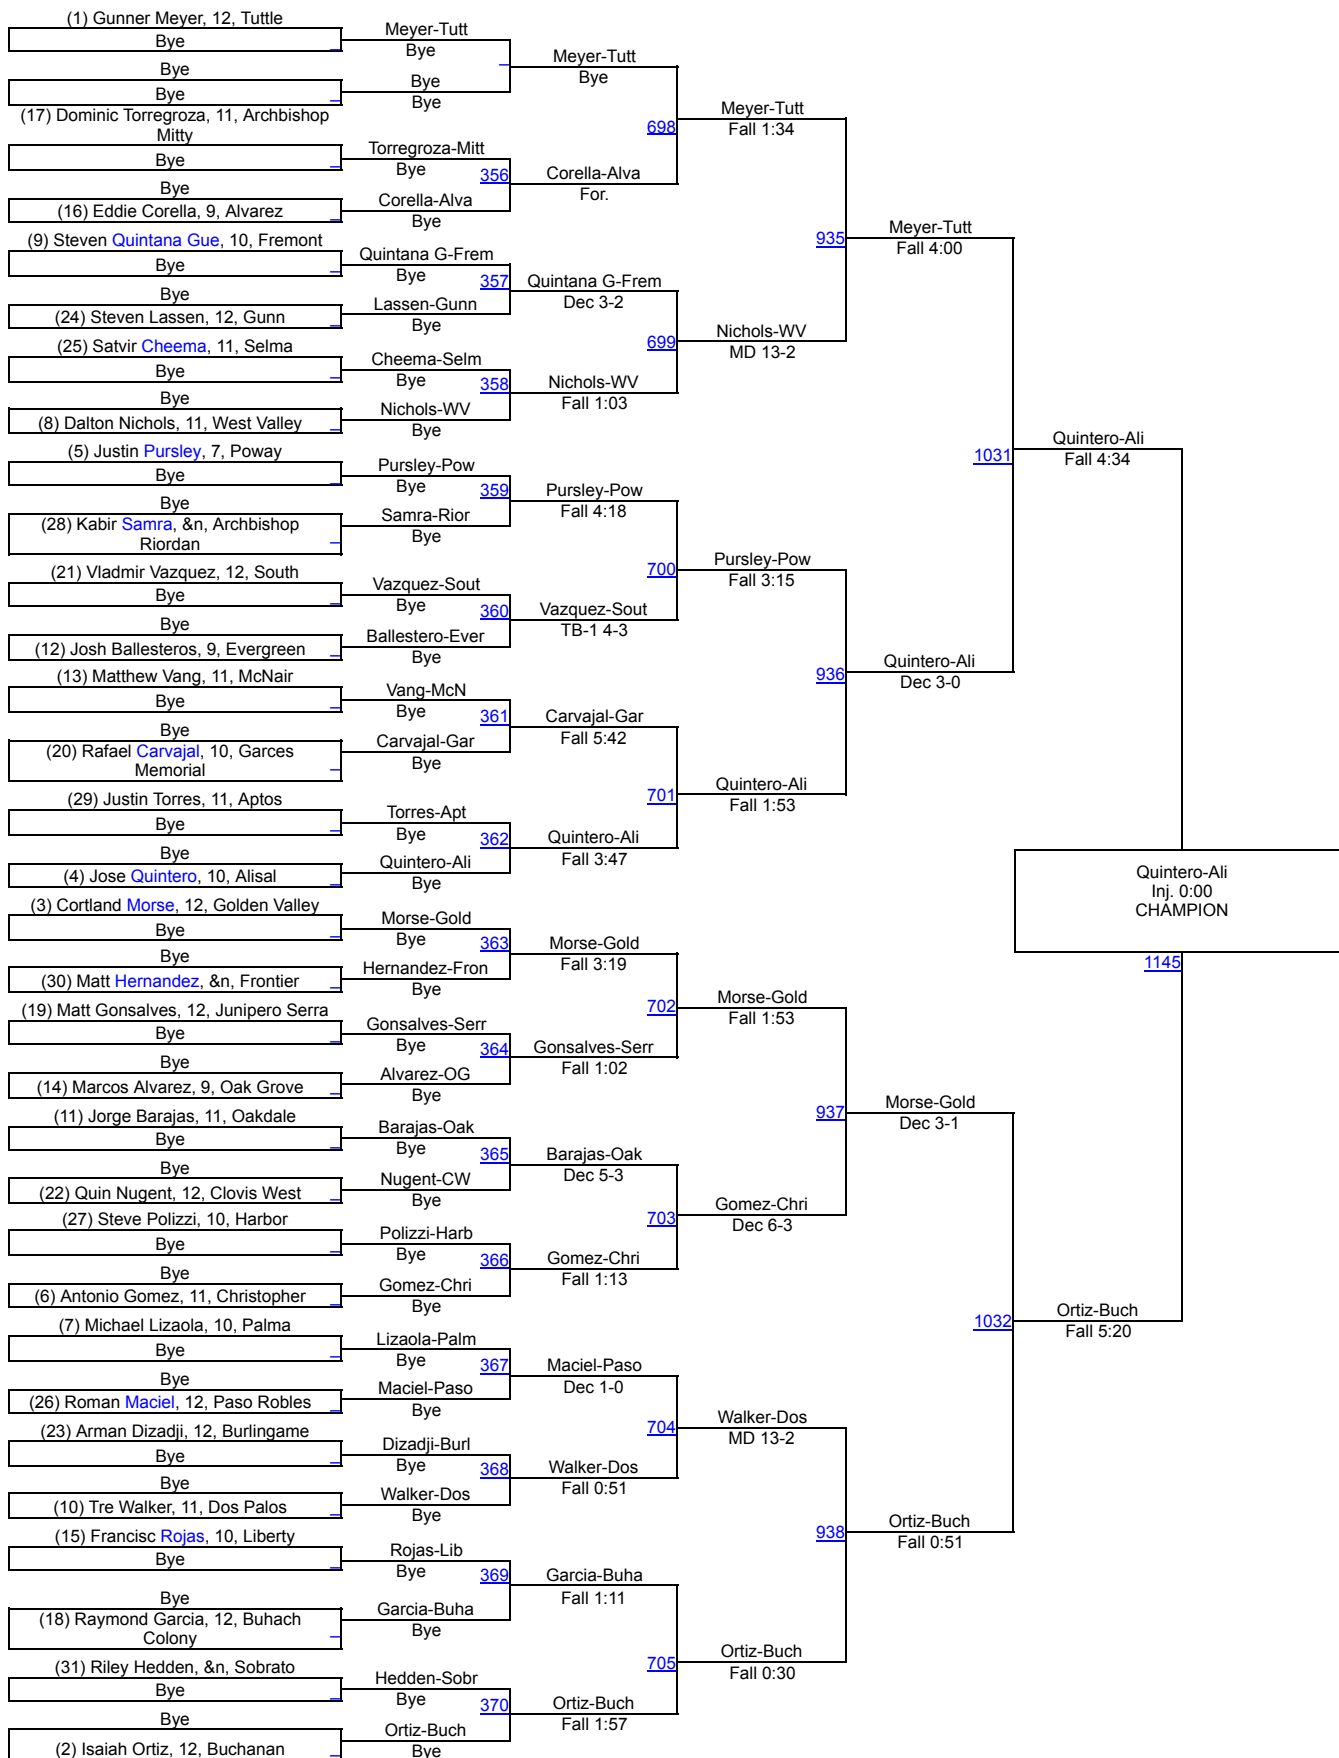 (1) Gunner Meyer, 12, Tuttle
Bye
Bye
Bye
(17) Dominic Torregroza, 11, Archbishop
Mitty
Bye
Bye
(16) Eddie Corella, 9, Alvarez
(9) Steven Quintana Gue, 10, Fremont
Bye
Bye
(24) Steven Lassen, 12, Gunn
(25) Satvir Cheema, 11, Selma
Bye
Bye
(8) Dalton Nichols, 11, West Valley
(5) Justin Pursley, 7, Poway
Bye
Bye
(28) Kabir Samra, &n, Archbishop
Riordan
(21) Vladmir Vazquez, 12, South
Bye
Bye
(12) Josh Ballesteros, 9, Evergreen
(13) Matthew Vang, 11, McNair
Bye
Bye
(20) Rafael Carvajal, 10, Garces
Memorial
(29) Justin Torres, 11, Aptos
Bye
Bye
(4) Jose Quintero, 10, Alisal
(3) Cortland Morse, 12, Golden Valley
Bye
Bye
(30) Matt Hernandez, &n, Frontier
(19) Matt Gonsalves, 12, Junipero Serra
Bye
Bye
(14) Marcos Alvarez, 9, Oak Grove
(11) Jorge Barajas, 11, Oakdale
Bye
Bye
(22) Quin Nugent, 12, Clovis West
(27) Steve Polizzi, 10, Harbor
Bye
Bye
(6) Antonio Gomez, 11, Christopher
(7) Michael Lizaola, 10, Palma
Bye
Bye
(26) Roman Maciel, 12, Paso Robles
(23) Arman Dizadji, 12, Burlingame
Bye
Bye
(10) Tre Walker, 11, Dos Palos
(15) Francisc Rojas, 10, Liberty
Bye
Bye
(18) Raymond Garcia, 12, Buhach
Colony
(31) Riley Hedden, &n, Sobrato
Bye
Bye
(2) Isaiah Ortiz, 12, Buchanan
Meyer-Tutt
Bye
Bye
Bye
Torregroza-Mitt
Bye
356
Corella-Alva
Bye
Quintana G-Frem
Bye
357
Lassen-Gunn
Bye
Cheema-Selm
Bye
358
Nichols-WV
Bye
Pursley-Pow
Bye
359
Samra-Rior
Bye
Vazquez-Sout
Bye
360
Ballestero-Ever
Bye
Vang-McN
Bye
361
Carvajal-Gar
Bye
Torres-Apt
Bye
362
Quintero-Ali
Bye
Morse-Gold
Bye
363
Hernandez-Fron
Bye
Gonsalves-Serr
Bye
364
Alvarez-OG
Bye
Barajas-Oak
Bye
365
Nugent-CW
Bye
Polizzi-Harb
Bye
366
Gomez-Chri
Bye
Lizaola-Palm
Bye
367
Maciel-Paso
Bye
Dizadji-Burl
Bye
368
Walker-Dos
Bye
Rojas-Lib
Bye
369
Garcia-Buha
Bye
Hedden-Sobr
Bye
370
Ortiz-Buch
Bye
Meyer-Tutt
Bye
698
Corella-Alva
For.
Quintana G-Frem
Dec 3-2
699
Nichols-WV
Fall 1:03
Pursley-Pow
Fall 4:18
700
Vazquez-Sout
TB-1 4-3
Carvajal-Gar
Fall 5:42
701
Quintero-Ali
Fall 3:47
Morse-Gold
Fall 3:19
702
Gonsalves-Serr
Fall 1:02
Barajas-Oak
Dec 5-3
703
Gomez-Chri
Fall 1:13
Maciel-Paso
Dec 1-0
704
Walker-Dos
Fall 0:51
Garcia-Buha
Fall 1:11
705
Ortiz-Buch
Fall 1:57
Meyer-Tutt
Fall 1:34
935
Nichols-WV
MD 13-2
Pursley-Pow
Fall 3:15
936
Quintero-Ali
Fall 1:53
Morse-Gold
Fall 1:53
937
Gomez-Chri
Dec 6-3
Walker-Dos
MD 13-2
938
Ortiz-Buch
Fall 0:30
Meyer-Tutt
Fall 4:00
1031
Quintero-Ali
Dec 3-0
Morse-Gold
Dec 3-1
1032
Ortiz-Buch
Fall 0:51
Quintero-Ali
Fall 4:34
Ortiz-Buch
Fall 5:20
Quintero-Ali
Inj. 0:00
CHAMPION
1145